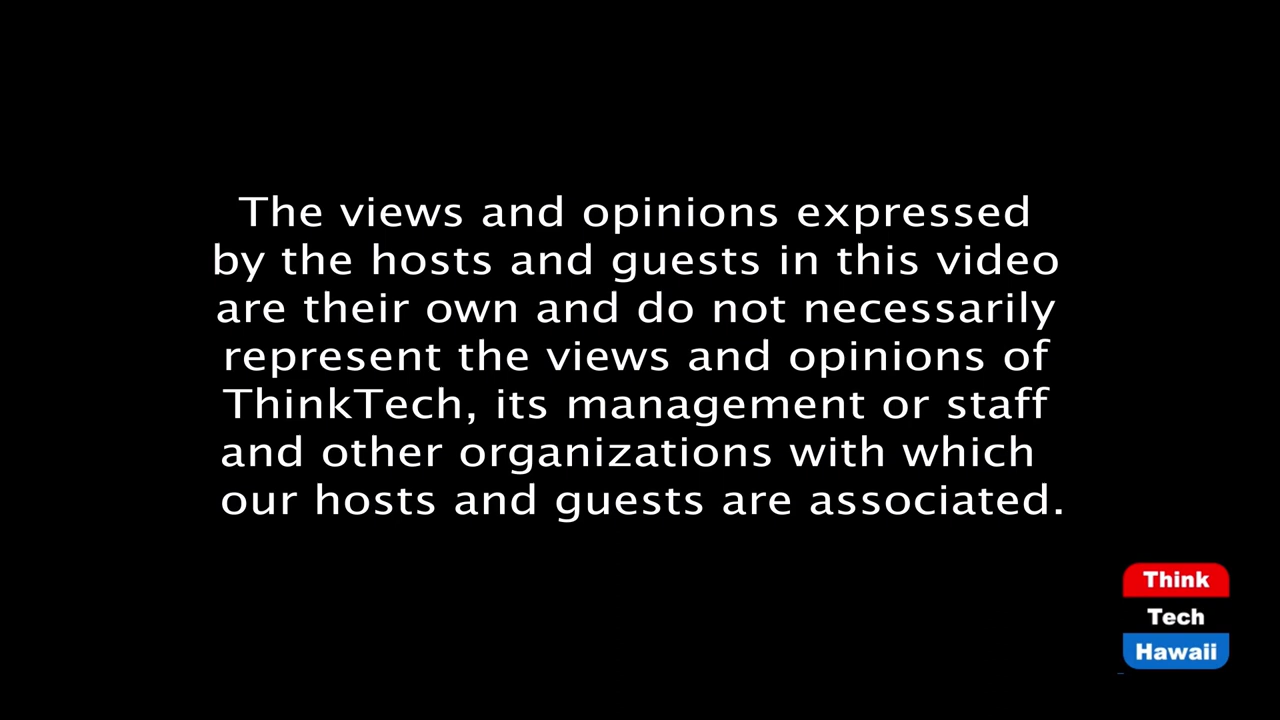 The views and opinions expressed
by the hosts and guests in this video
are their own and do not necessarily
represent the views and opinions of
ThinkTech, its management or staff
and other organizations with which
our hosts and guests are associated.
Think
Tech
Hawaii